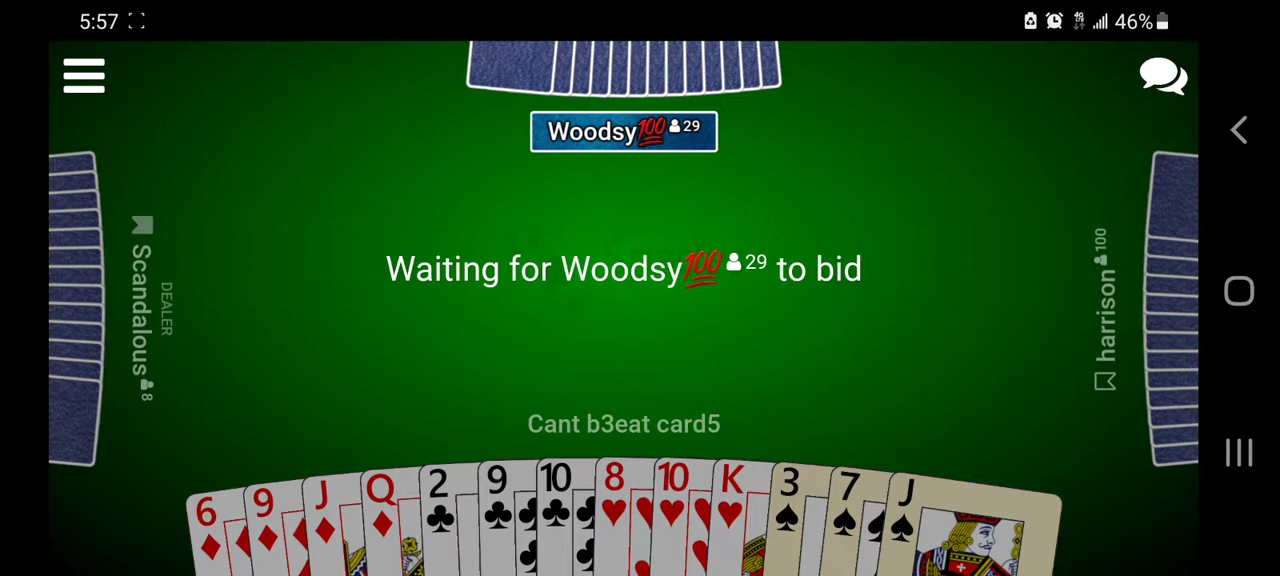 5:57 4G 46%
Woodsy💯 29
Waiting for Woodsy💯 29 to bid
Scandalous 8
DEALER
harrison 100
Cant b3eat card5
6 9 J Q 2 9 10 8 10 K 3 7 J